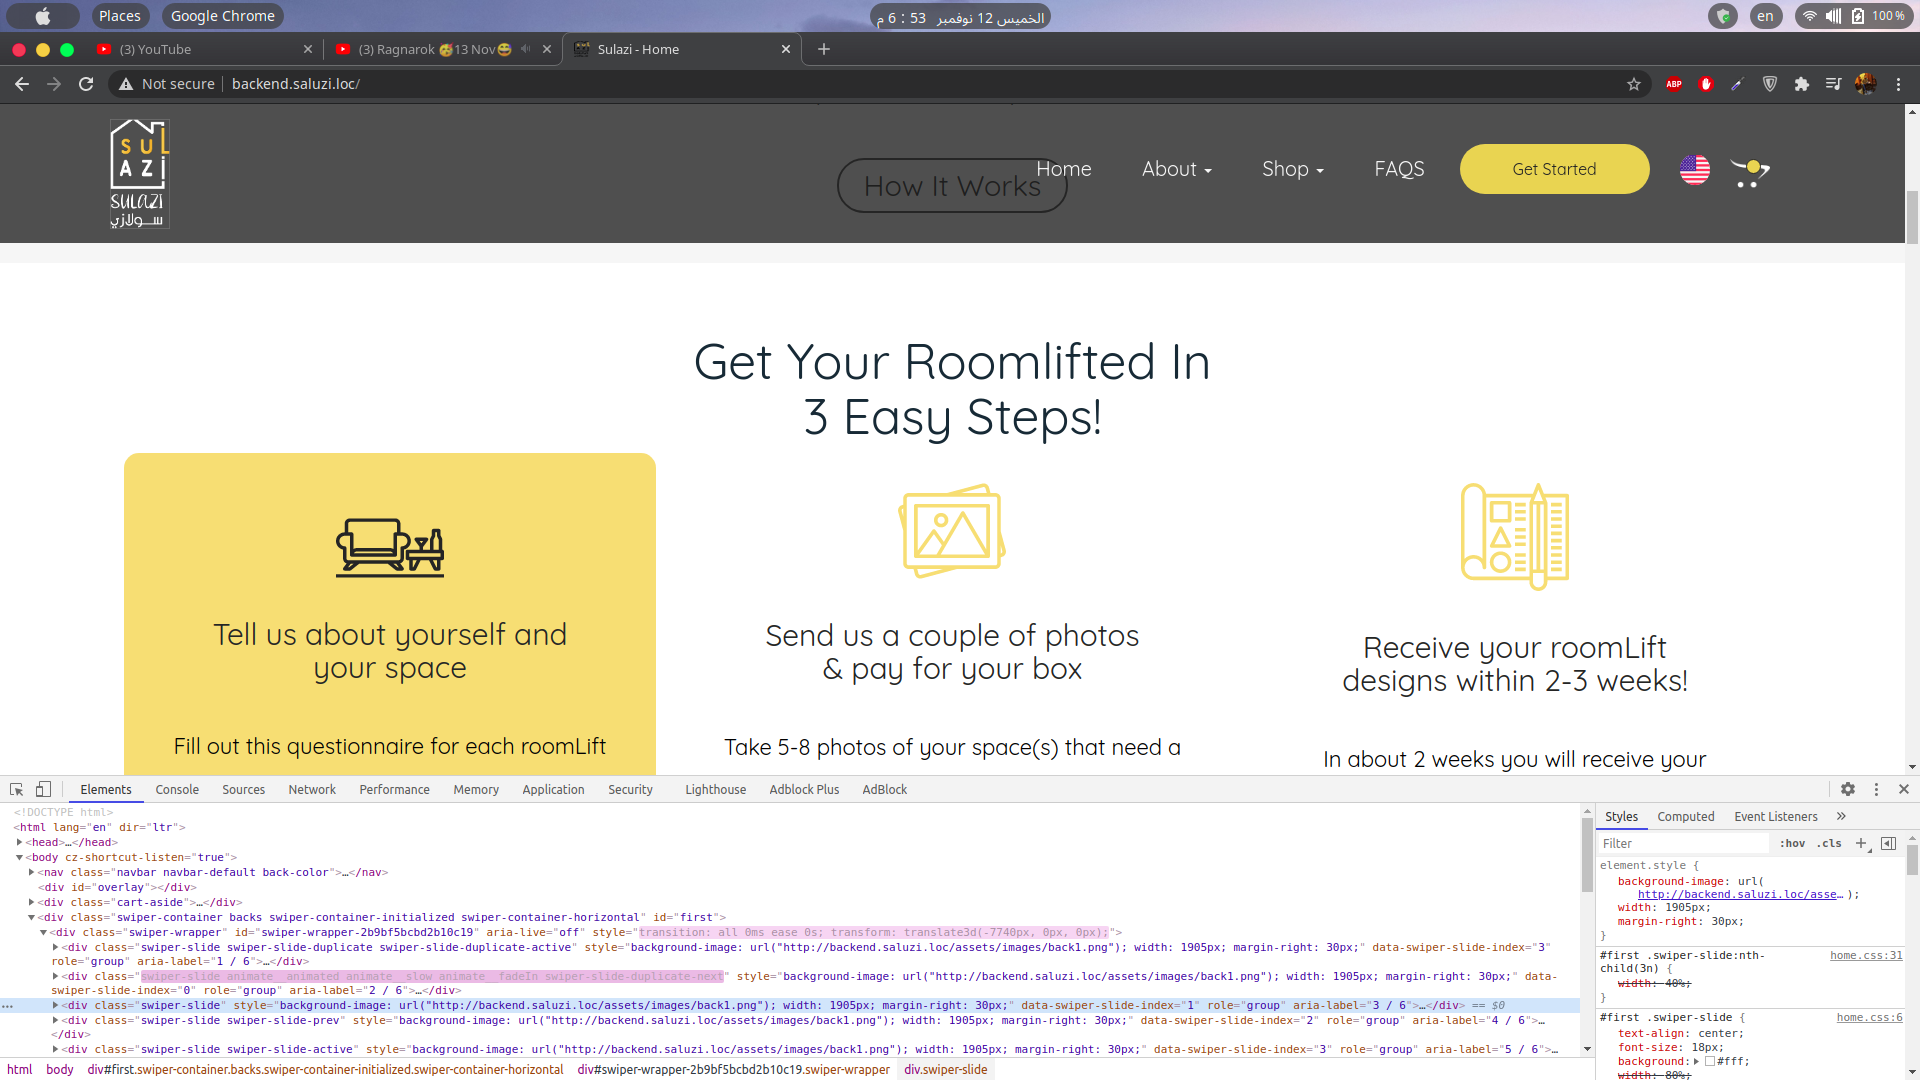 Places
Google Chrome
الخميس 12 نوفمبر  6 : 53 م
en
100 %
(3) YouTube
(3) Ragnarok 🥳13 Nov😅
Sulazi - Home
Not secure
backend.saluzi.loc/
ABP
SUL
AZI
SULAZI
سولازي
How It Works
Home
About
Shop
FAQS
Get Started
Get Your Roomlifted In
3 Easy Steps!
Tell us about yourself and
your space
Fill out this questionnaire for each roomLift
Send us a couple of photos
& pay for your box
Take 5-8 photos of your space(s) that need a
Receive your roomLift
designs within 2-3 weeks!
In about 2 weeks you will receive your
Elements Console Sources Network Performance Memory Application Security Lighthouse Adblock Plus AdBlock
<!DOCTYPE html>
<html lang="en" dir="ltr">
<head>…</head>
<body cz-shortcut-listen="true">
<nav class="navbar navbar-default back-color">…</nav>
<div id="overlay"></div>
<div class="cart-aside">…</div>
<div class="swiper-container backs swiper-container-initialized swiper-container-horizontal" id="first">
<div class="swiper-wrapper" id="swiper-wrapper-2b9bf5bcbd2b10c19" aria-live="off" style="transition: all 0ms ease 0s; transform: translate3d(-7740px, 0px, 0px);">
<div class="swiper-slide swiper-slide-duplicate swiper-slide-duplicate-active" style="background-image: url("http://backend.saluzi.loc/assets/images/back1.png"); width: 1905px; margin-right: 30px;" data-swiper-slide-index="3"
role="group" aria-label="1 / 6">…</div>
<div class="swiper-slide animate__animated animate__slow animate__fadeIn swiper-slide-duplicate-next" style="background-image: url("http://backend.saluzi.loc/assets/images/back1.png"); width: 1905px; margin-right: 30px;" data-
swiper-slide-index="0" role="group" aria-label="2 / 6">…</div>
<div class="swiper-slide" style="background-image: url("http://backend.saluzi.loc/assets/images/back1.png"); width: 1905px; margin-right: 30px;" data-swiper-slide-index="1" role="group" aria-label="3 / 6">…</div> == $0
<div class="swiper-slide swiper-slide-prev" style="background-image: url("http://backend.saluzi.loc/assets/images/back1.png"); width: 1905px; margin-right: 30px;" data-swiper-slide-index="2" role="group" aria-label="4 / 6">…
</div>
<div class="swiper-slide swiper-slide-active" style="background-image: url("http://backend.saluzi.loc/assets/images/back1.png"); width: 1905px; margin-right: 30px;" data-swiper-slide-index="3" role="group" aria-label="5 / 6">…
html body div#first.swiper-container.backs.swiper-container-initialized.swiper-container-horizontal div#swiper-wrapper-2b9bf5bcbd2b10c19.swiper-wrapper div.swiper-slide
Styles Computed Event Listeners »
Filter :hov .cls +
element.style {
background-image: url(
http://backend.saluzi.loc/asse… );
width: 1905px;
margin-right: 30px;
}
#first .swiper-slide:nth- home.css:31
child(3n) {
width: 40%;
}
#first .swiper-slide { home.css:6
text-align: center;
font-size: 18px;
background: #fff;
width: 80%;